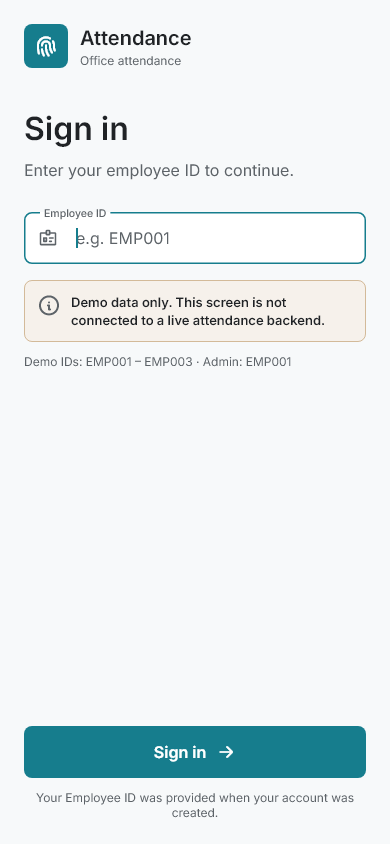 Attendance
Office attendance
Sign in
Enter your employee ID to continue.
Employee ID
e.g. EMP001
Demo data only. This screen is not
connected to a live attendance backend.
Demo IDs: EMP001 – EMP003 · Admin: EMP001
Sign in →
Your Employee ID was provided when your account was
created.